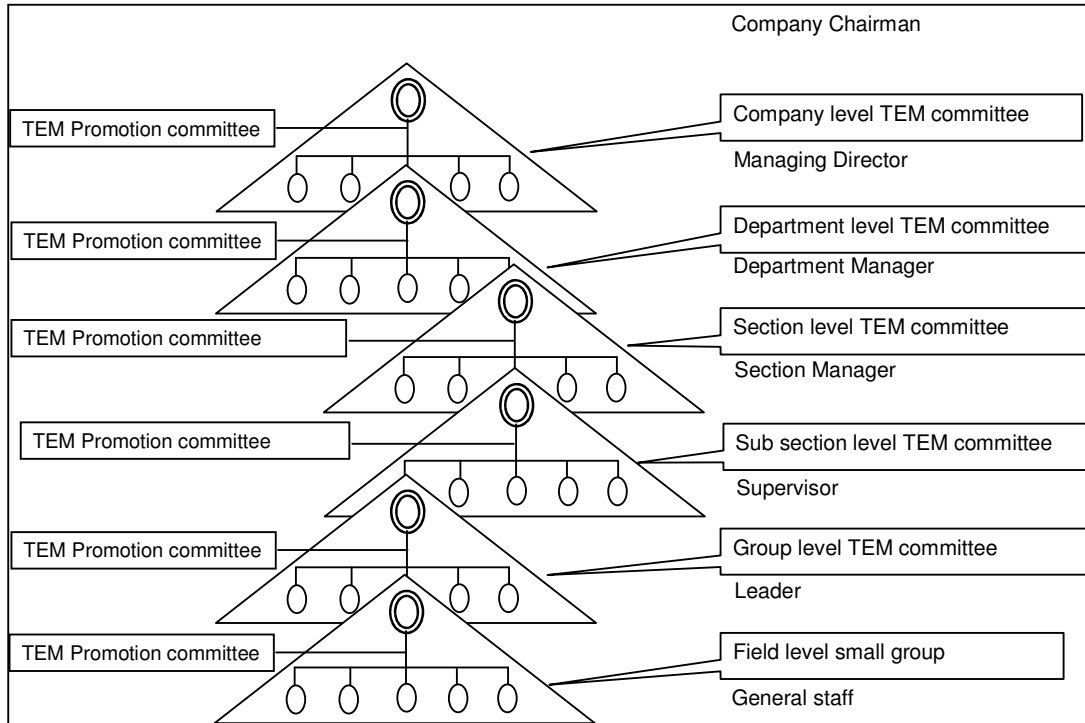 Company Chairman
TEM Promotion committee
Company level TEM committee
Managing Director
TEM Promotion committee
Department level TEM committee
Department Manager
TEM Promotion committee
Section level TEM committee
Section Manager
TEM Promotion committee
Sub section level TEM committee
Supervisor
TEM Promotion committee
Group level TEM committee
Leader
TEM Promotion committee
Field level small group
General staff